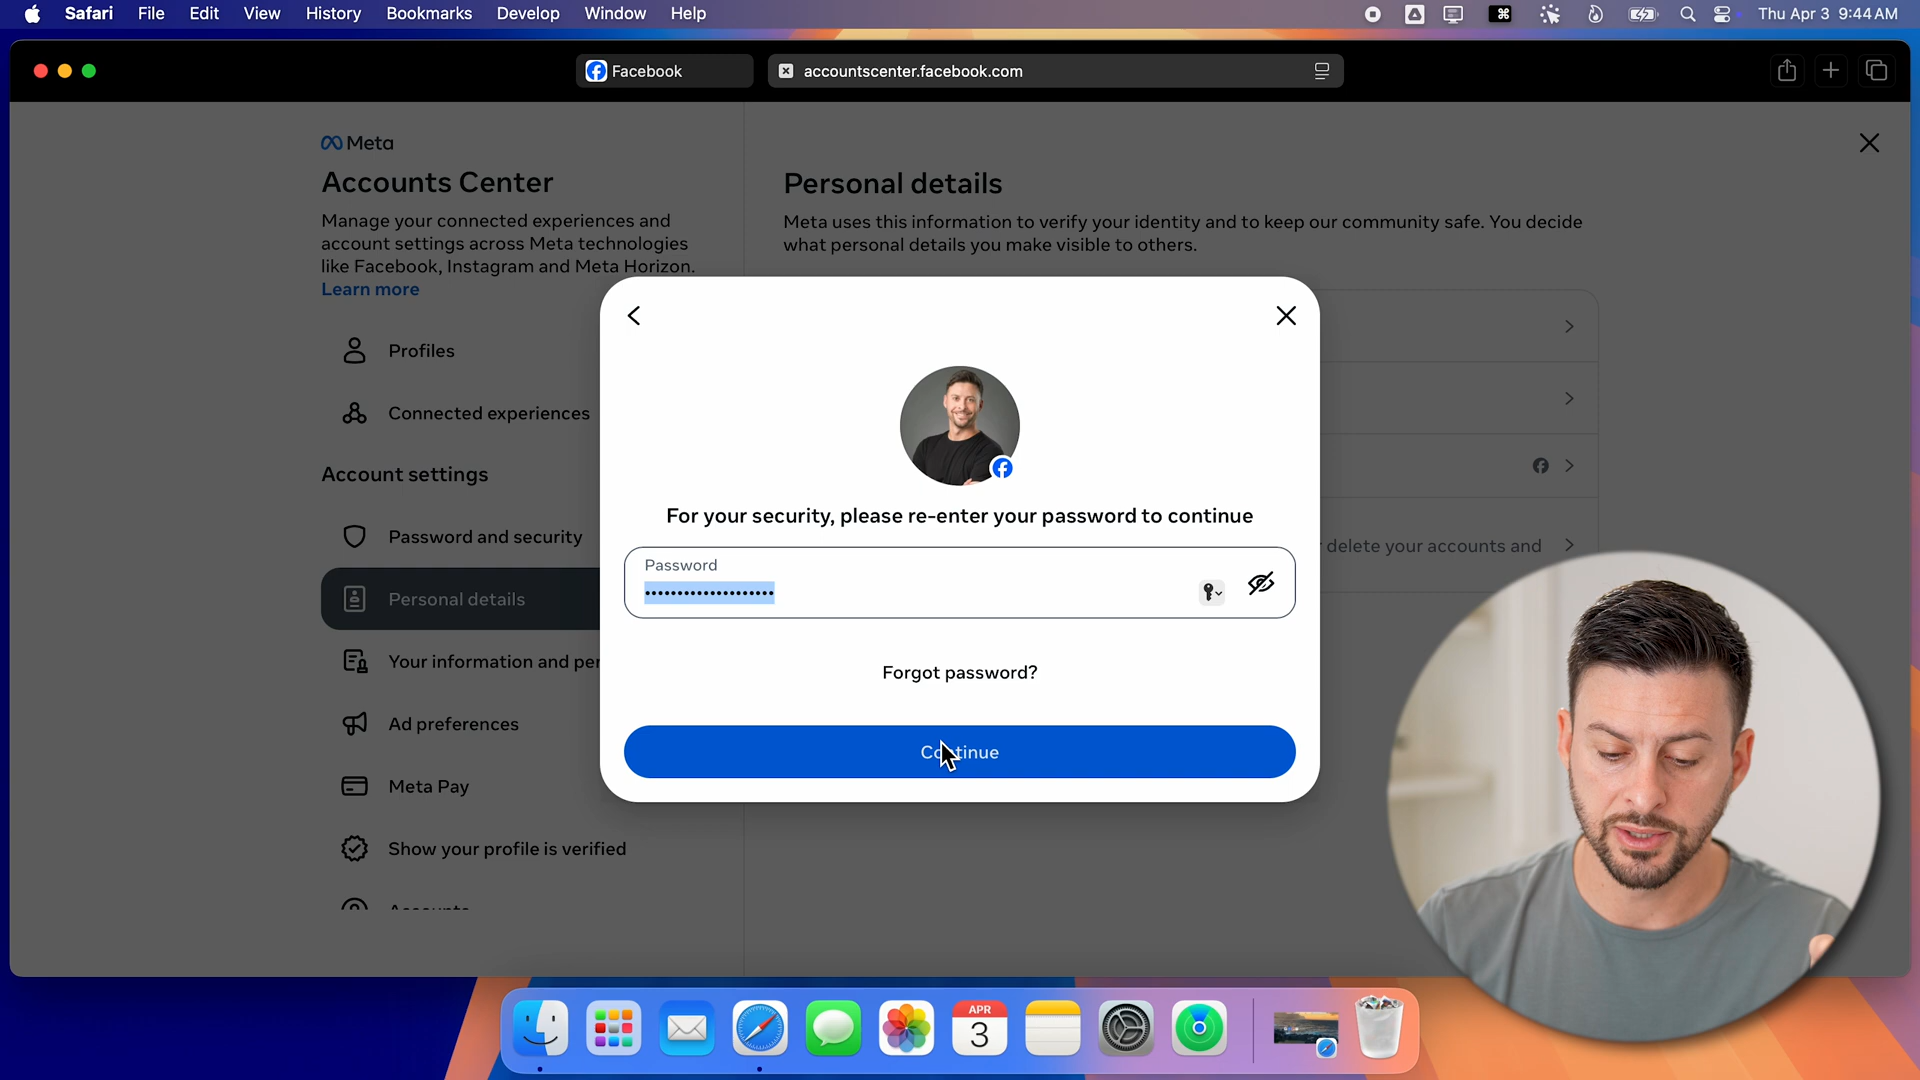 Safari File Edit View History Bookmarks Develop Window Help
Thu Apr 3 9:44 AM
Facebook
accountscenter.facebook.com
Meta
Accounts Center
Manage your connected experiences and
account settings across Meta technologies
like Facebook, Instagram and Meta Horizon.
Learn more
Profiles
Connected experiences
Account settings
Password and security
Personal details
Your information and per
Ad preferences
Meta Pay
Show your profile is verified
Accounts
Personal details
Meta uses this information to verify your identity and to keep our community safe. You decide
what personal details you make visible to others.
delete your accounts and
For your security, please re-enter your password to continue
Password
Forgot password?
Continue
APR
3